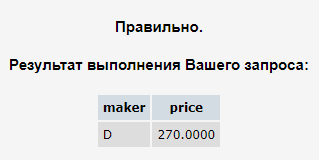 Правильно.
Результат выполнения Вашего запроса:
maker price
D 270.0000